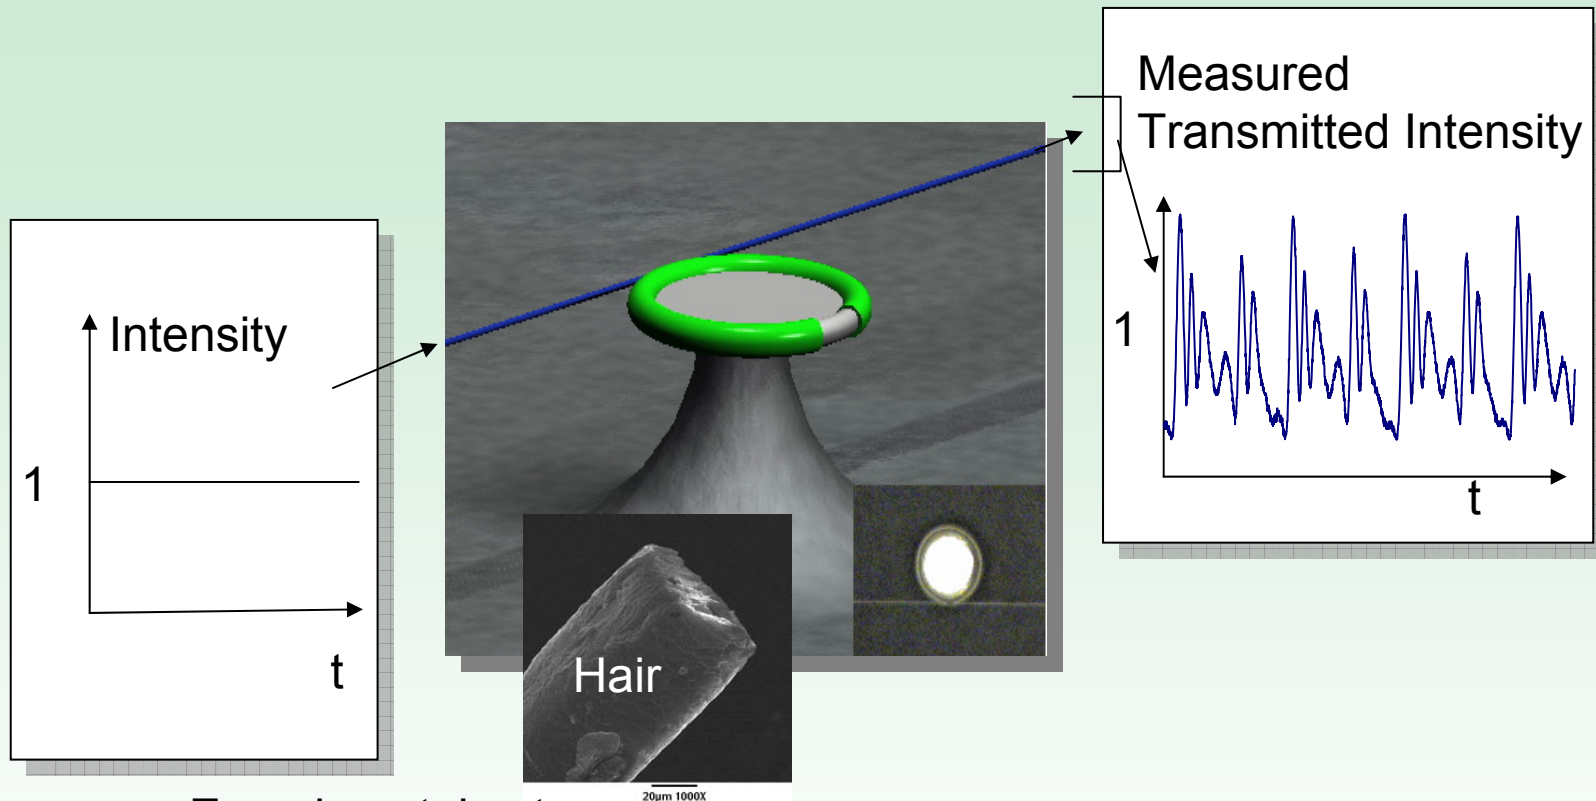 Measured
Transmitted Intensity
1
t
Intensity
1
t
Hair
20µm 1000X